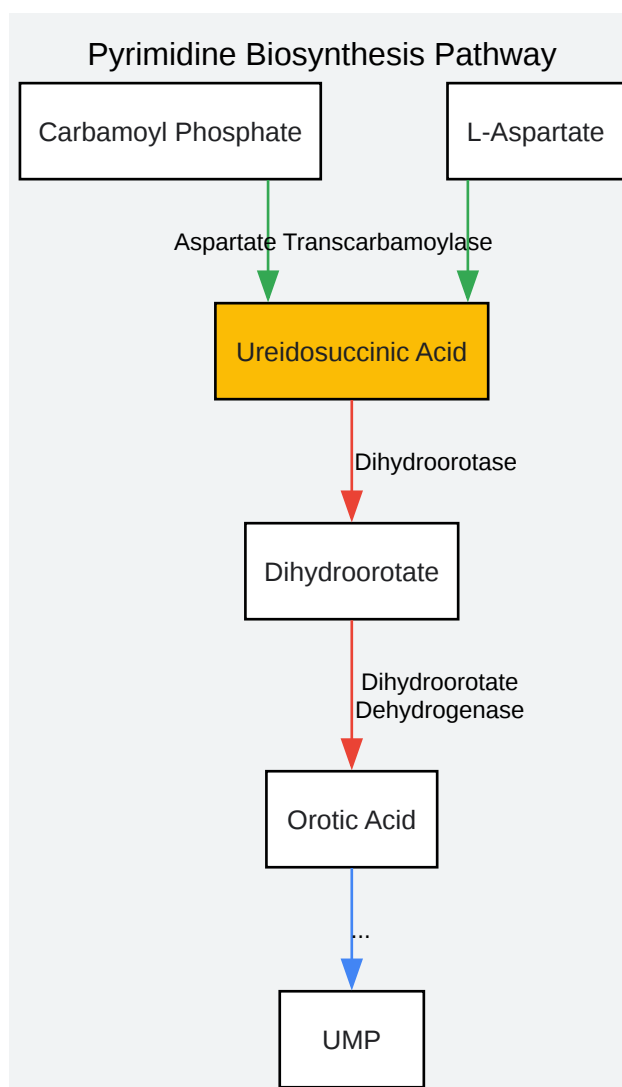 Pyrimidine Biosynthesis Pathway
Carbamoyl Phosphate
L-Aspartate
Aspartate Transcarbamoylase
Ureidosuccinic Acid
Dihydroorotase
Dihydroorotate
Dihydroorotate
Dehydrogenase
Orotic Acid
...
UMP